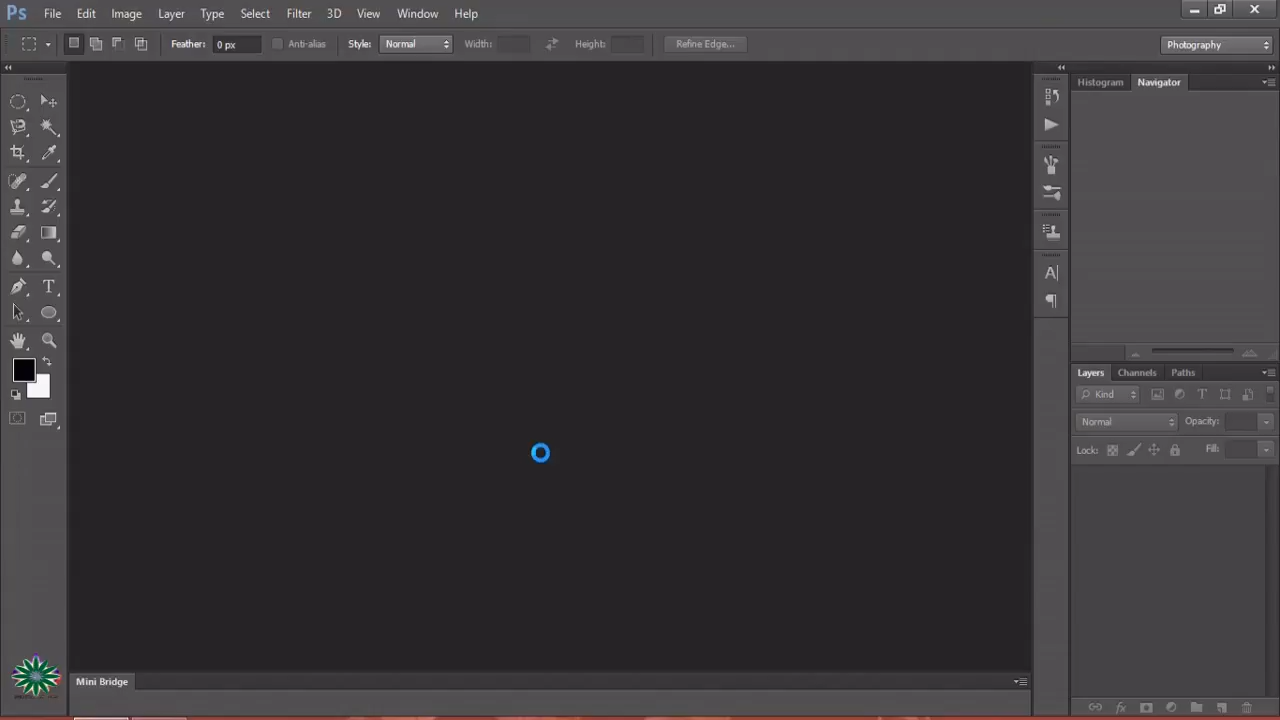 Ps File Edit Image Layer Type Select Filter 3D View Window Help
Feather: 0 px Anti-alias Style: Normal Width: Height: Refine Edge... Photography
Histogram Navigator
Layers Channels Paths
Kind
Normal Opacity:
Lock: Fill:
Mini Bridge